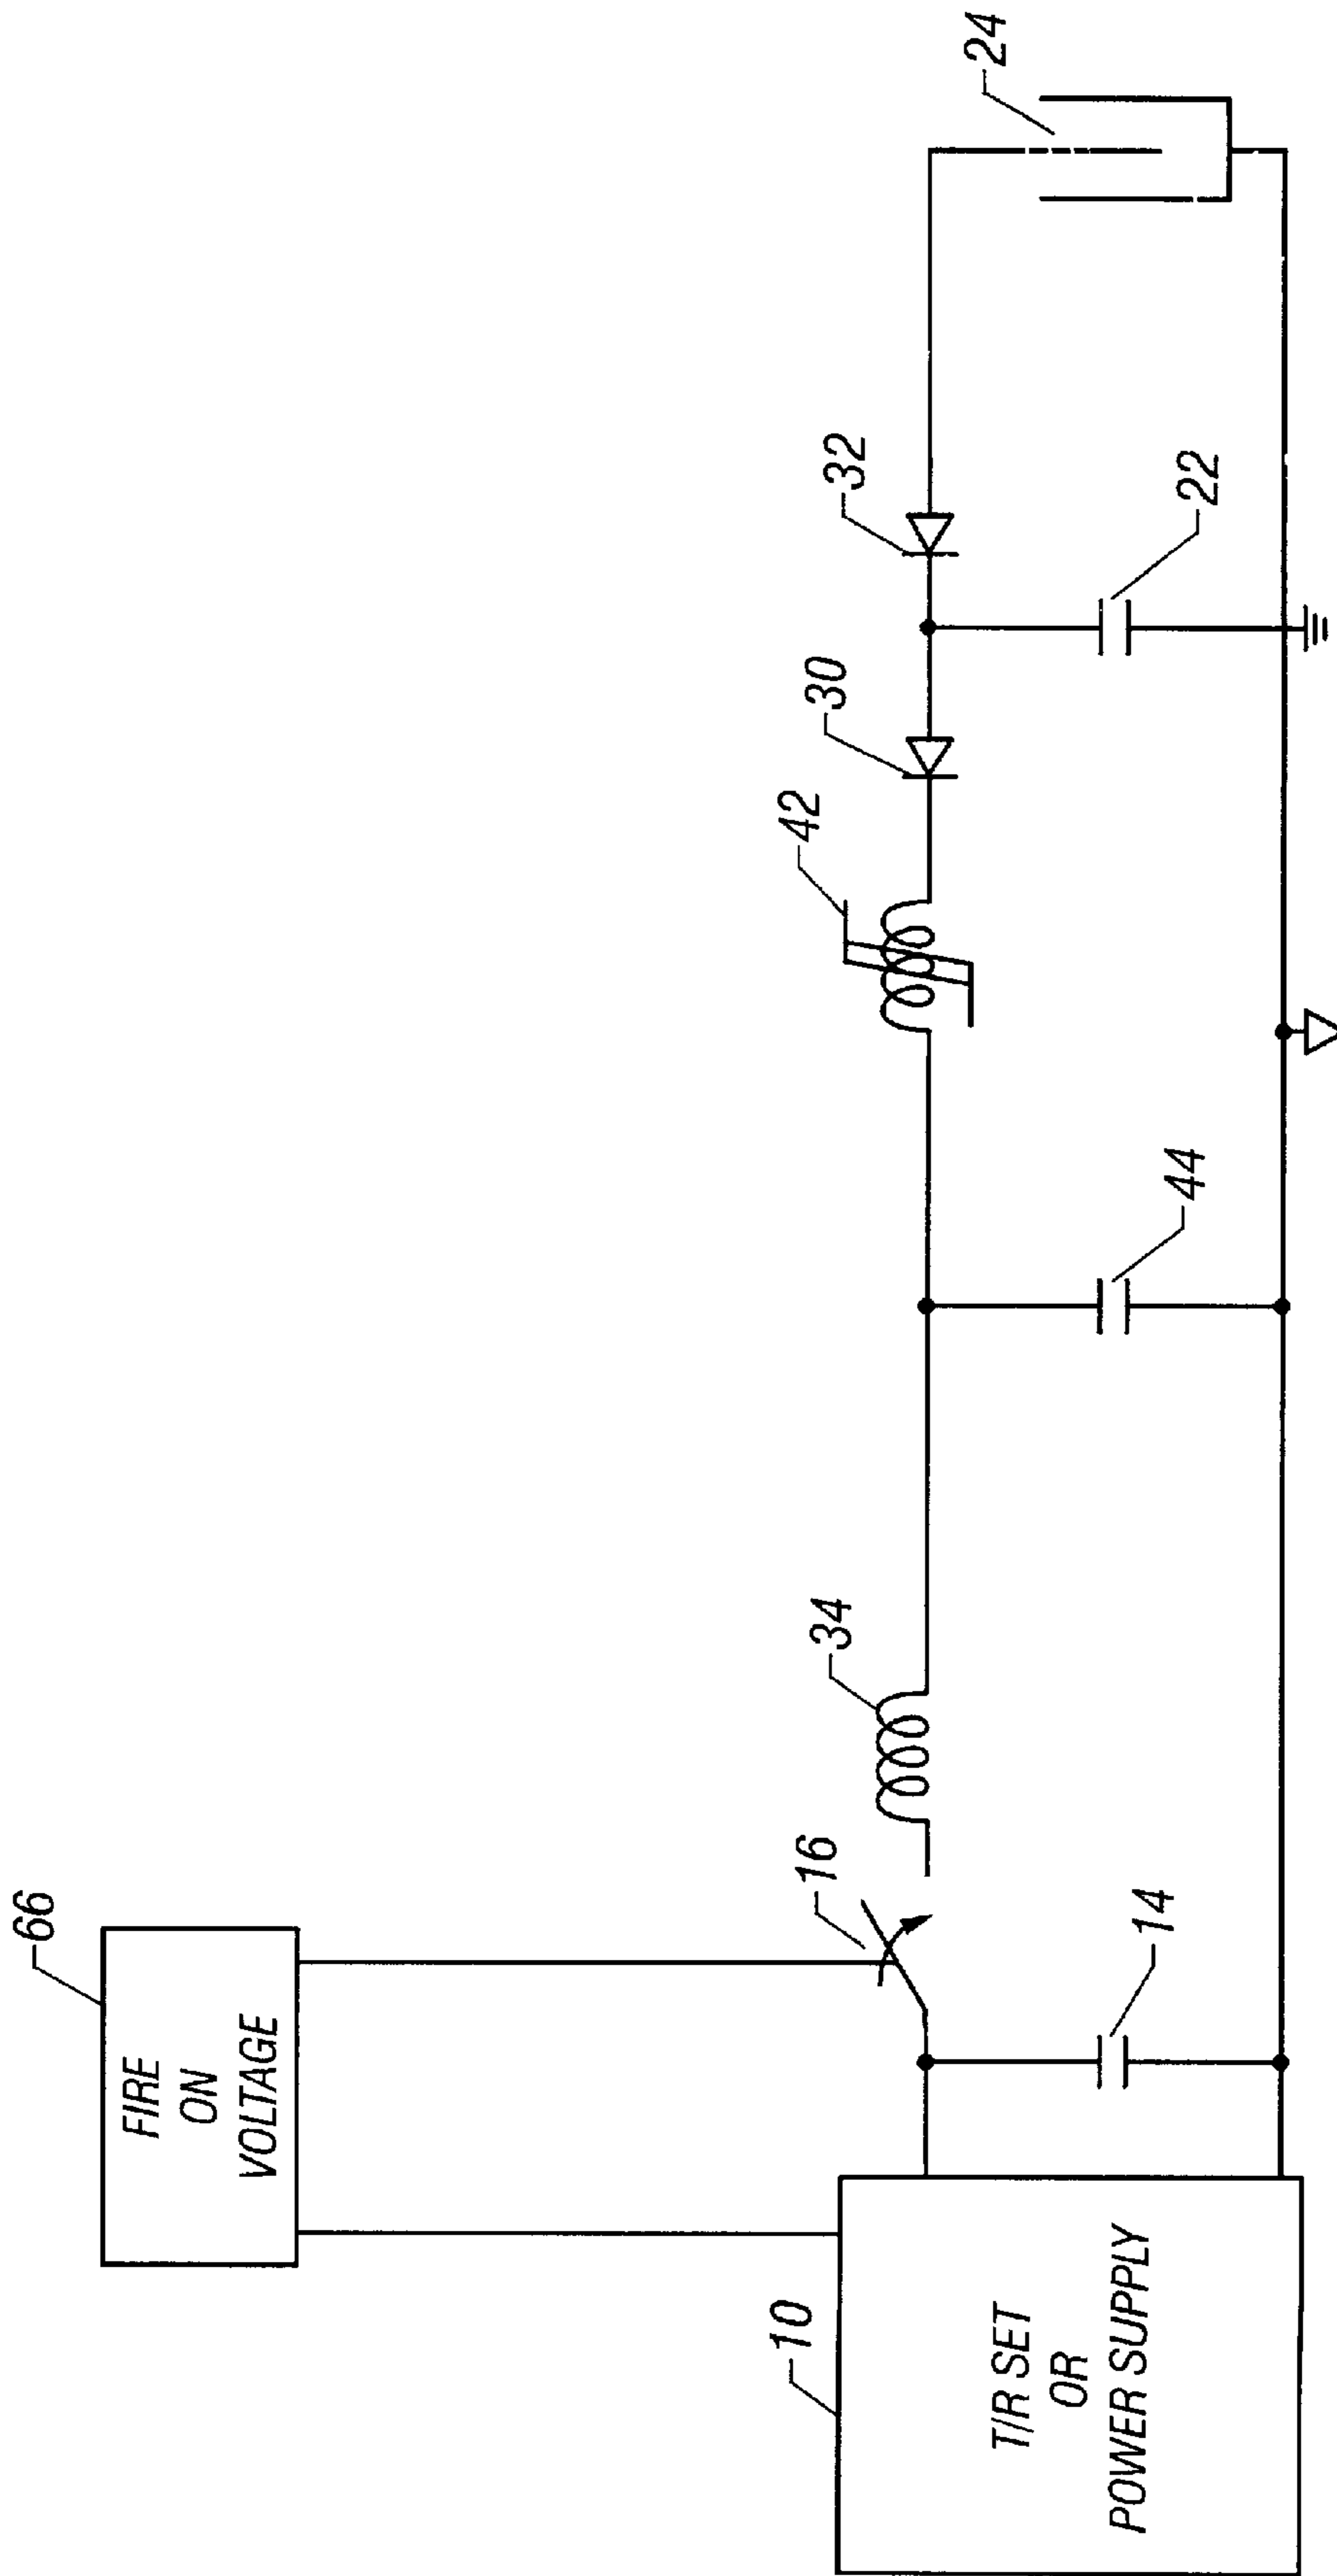 66
FIRE
ON
VOLTAGE
10
T/R SET
OR
POWER SUPPLY
16
34
42
30
32
24
14
44
22